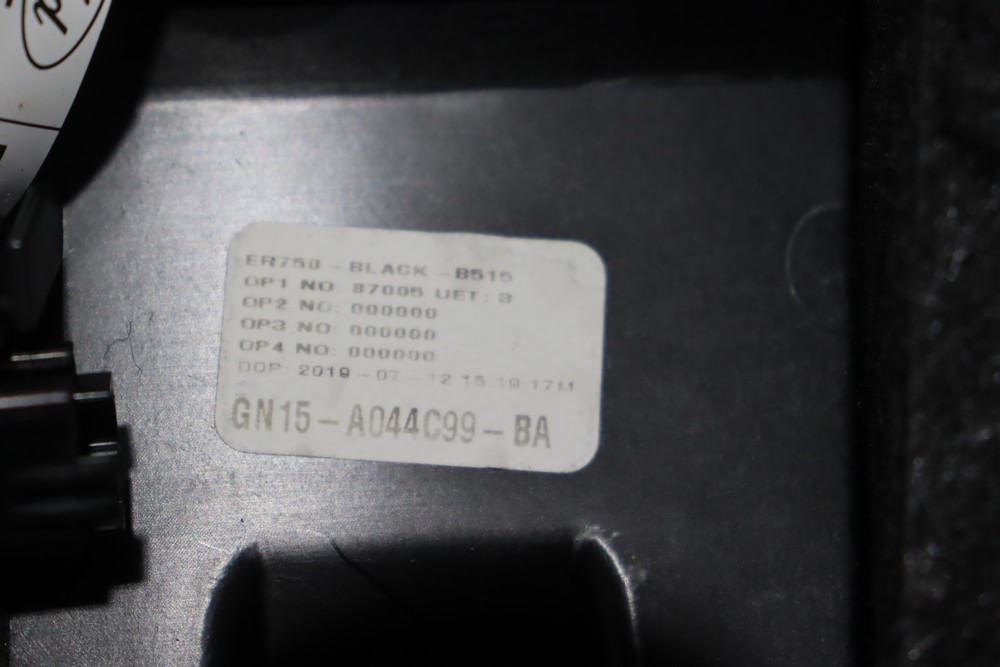 ER750 - BLACK - B515
OP1 NO: 87005 UET: 3
OP2 NO: 000000
OP3 NO: 000000
OP4 NO: 000000
DOP: 2019-07-12 15:19:17M
GN15-A044C99-BA